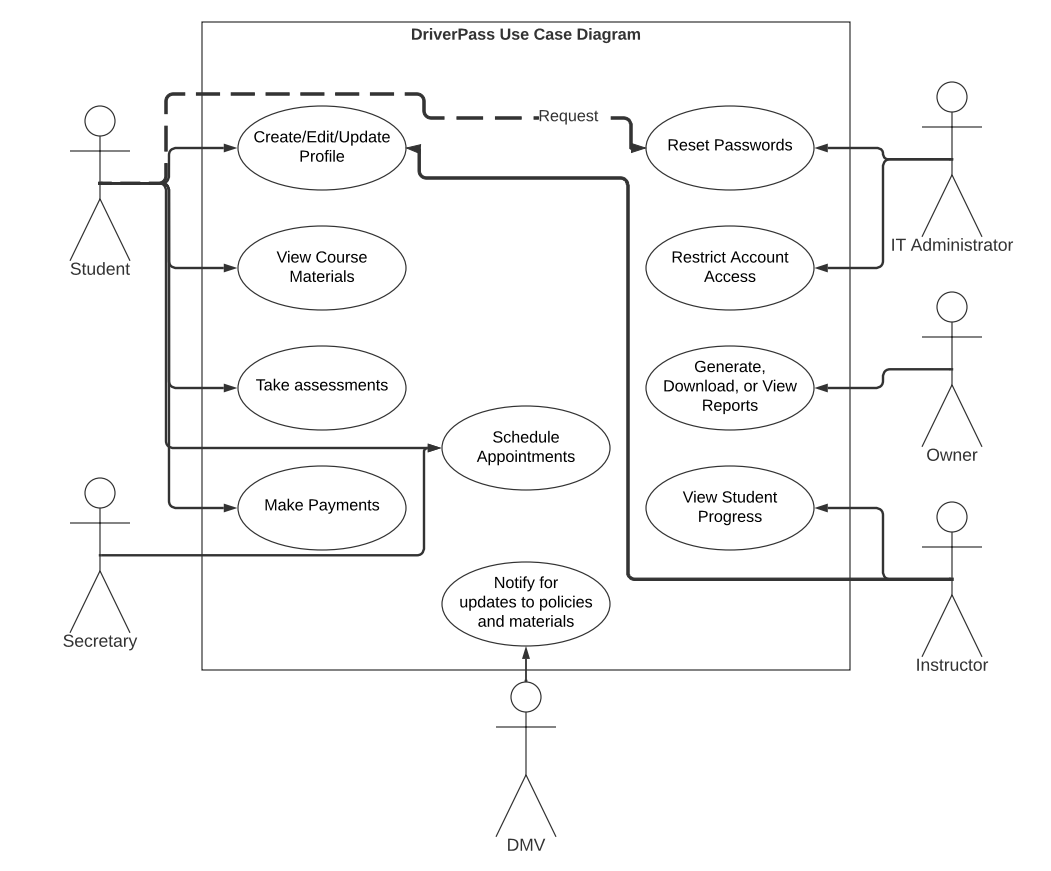 DriverPass Use Case Diagram
Request
Create/Edit/Update
Profile
Reset Passwords
IT Administrator
Student
View Course
Materials
Restrict Account
Access
Take assessments
Generate,
Download, or View
Reports
Owner
Schedule
Appointments
Make Payments
View Student
Progress
Secretary
Notify for
updates to policies
and materials
Instructor
DMV